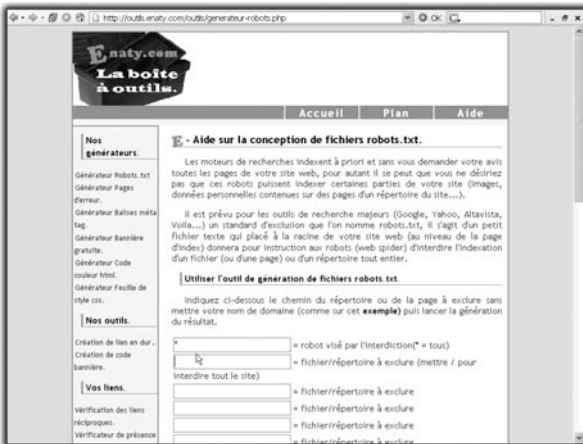 http://outils.enaty.com/outils/generateur-robots.php
OK
Enaty.com
La boîte
à outils.
Accueil
Plan
Aide
Nos
générateurs.
Générateur Robots.txt
Générateur Pages
d'erreur.
Générateur Balises méta
tag.
Générateur Bannière
gratuite.
Générateur Code
couleur html.
Générateur Feuille de
style css.
Nos outils.
Création de lien en dur.
Création de code
bannière.
Vos liens.
Vérification des liens
réciproques.
Vérificateur de présence
E - Aide sur la conception de fichiers robots.txt.
Les moteurs de recherches indexent à priori et sans vous demander votre avis
toutes les pages de votre site web, pour autant il se peut que vous ne désiriez
pas que ces robots puissent indexer certaines parties de votre site (images,
données personnelles contenues sur des pages d'un répertoire du site...).
Il est prévu pour les outils de recherche majeurs (Google, Yahoo, Altavista,
Voila...) un standard d'exclusion que l'on nomme robots.txt, il s'agit d'un petit
fichier texte qui placé à la racine de votre site web (au niveau de la page
d'index) donnera pour instruction aux robots (web spider) d'interdire l'indexation
d'un fichier (ou d'une page) ou d'un répertoire tout entier.
Utiliser l'outil de génération de fichiers robots.txt.
Indiquez ci-dessous le chemin du répertoire ou de la page à exclure sans
mettre votre nom de domaine (comme sur cet exemple) puis lancer la génération
du résultat.
* = robot visé par l'interdiction(* = tous)
= fichier/répertoire à exclure (mettre / pour
interdire tout le site)
= fichier/répertoire à exclure
= fichier/répertoire à exclure
= fichier/répertoire à exclure
= fichier/répertoire à exclure